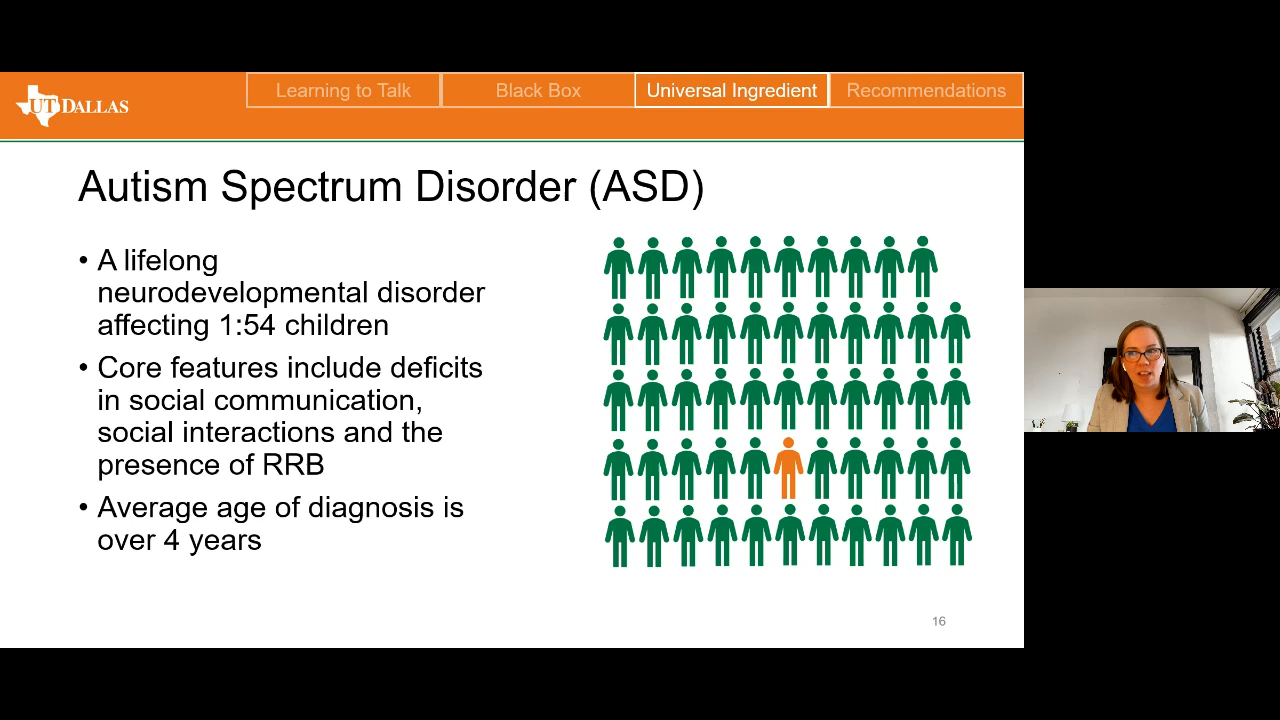 UT DALLAS
Learning to Talk
Black Box
Universal Ingredient
Recommendations
Autism Spectrum Disorder (ASD)
• A lifelong
neurodevelopmental disorder
affecting 1:54 children
• Core features include deficits
in social communication,
social interactions and the
presence of RRB
• Average age of diagnosis is
over 4 years
16